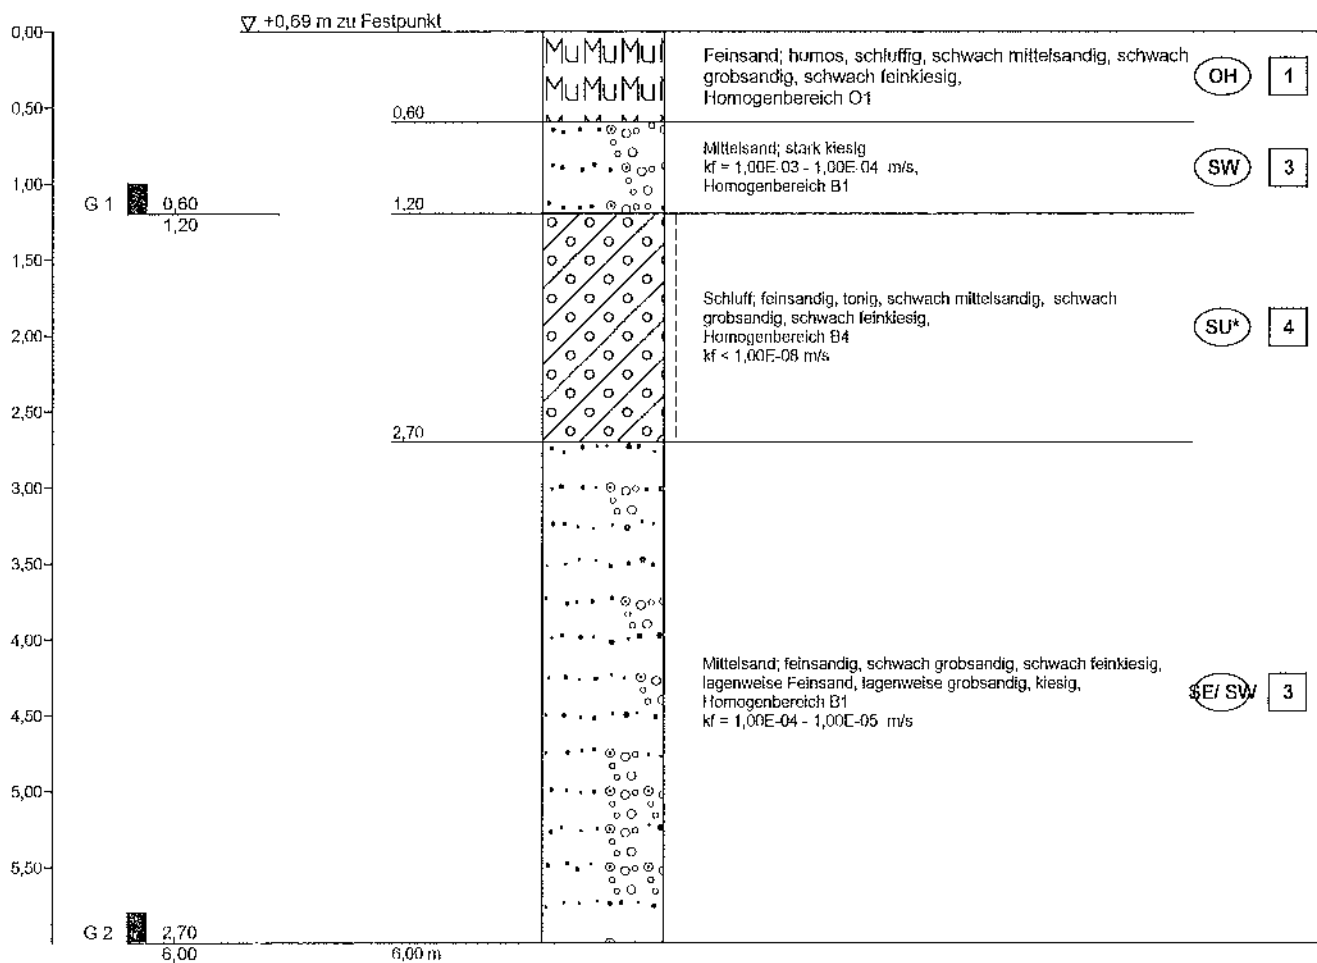 +0,69 m zu Festpunkt
0,00
0,50
1,00
1,50
2,00
2,50
3,00
3,50
4,00
4,50
5,00
5,50
G 1
0,60
1,20
G 2
2,70
6,00
0,60
1,20
2,70
6,00 m
MuMuMu
MuMuMu
Feinsand; humos, schluffig, schwach mittelsandig, schwach
grobsandig, schwach feinkiesig,
Homogenbereich O1
OH
1
Mittelsand; stark kiesig
kf = 1,00E-03 - 1,00E-04 m/s,
Homogenbereich B1
SW
3
Schluff; feinsandig, tonig, schwach mittelsandig, schwach
grobsandig, schwach feinkiesig,
Homogenbereich B4
kf < 1,00E-08 m/s
SU*
4
Mittelsand; feinsandig, schwach grobsandig, schwach feinkiesig,
lagenweise Feinsand, lagenweise grobsandig, kiesig,
Homogenbereich B1
kf = 1,00E-04 - 1,00E-05 m/s
SE/ SW
3